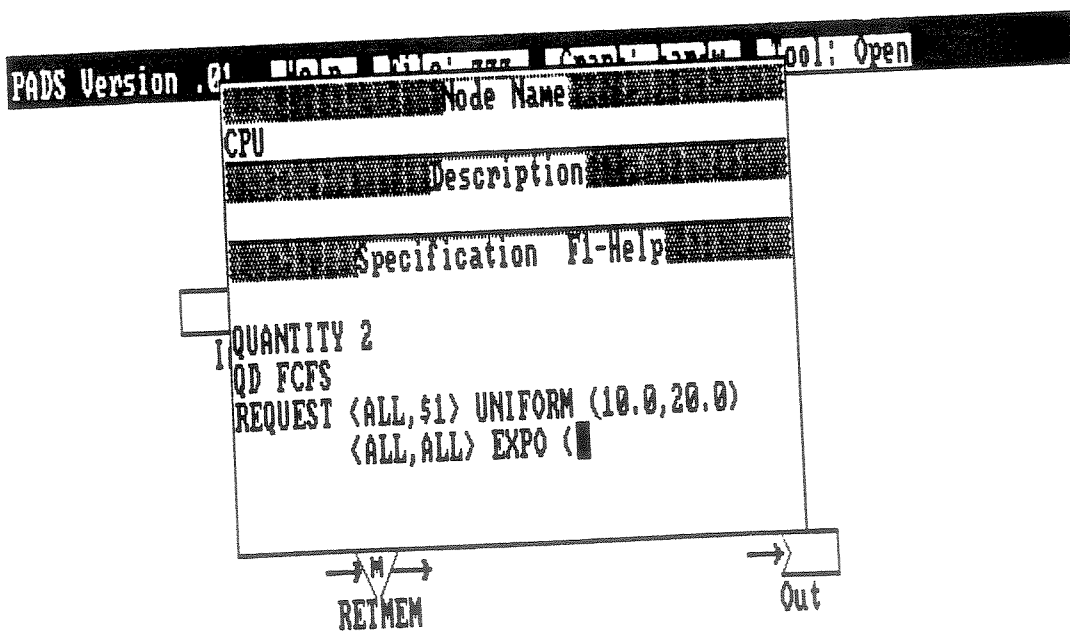 PADS Version .01 Tool: Open
Node Name
CPU
Description
Specification F1-Help
QUANTITY 2
QD FCFS
REQUEST <ALL,$1> UNIFORM (10.0,20.0)
<ALL,ALL> EXPO (
M
RETMEM
Out